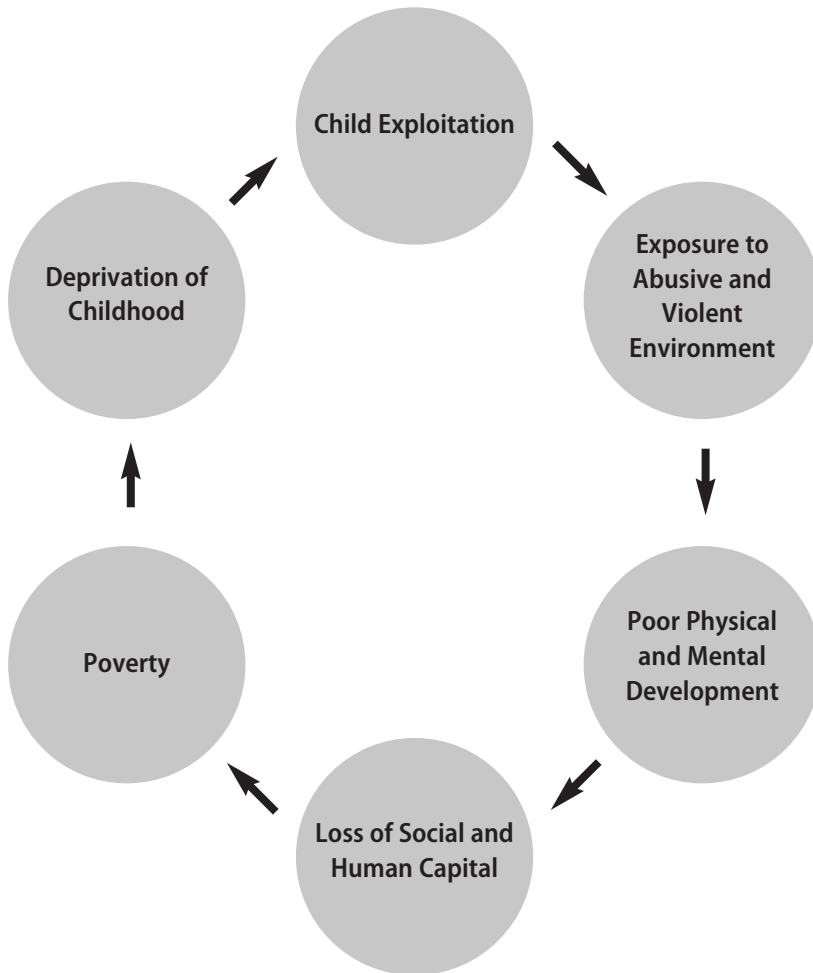 Child Exploitation
Exposure to
Abusive and
Violent
Environment
Poor Physical
and Mental
Development
Loss of Social and
Human Capital
Poverty
Deprivation of
Childhood